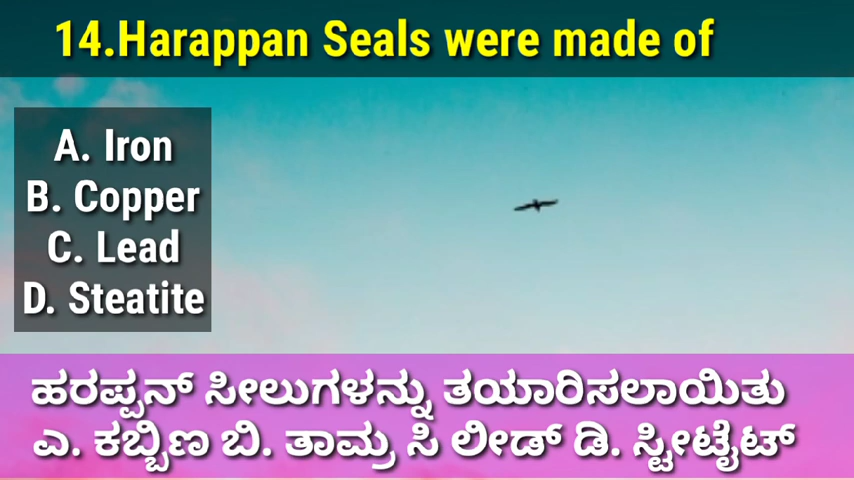 14.Harappan Seals were made of
A. Iron
B. Copper
C. Lead
D. Steatite
ಹರಪ್ಪನ್ ಸೀಲುಗಳನ್ನು ತಯಾರಿಸಲಾಯಿತು
ಎ. ಕಬ್ಬಿಣ ಬಿ. ತಾಮ್ರ ಸಿ ಲೀಡ್ ಡಿ. ಸ್ಟೀಟೈಟ್